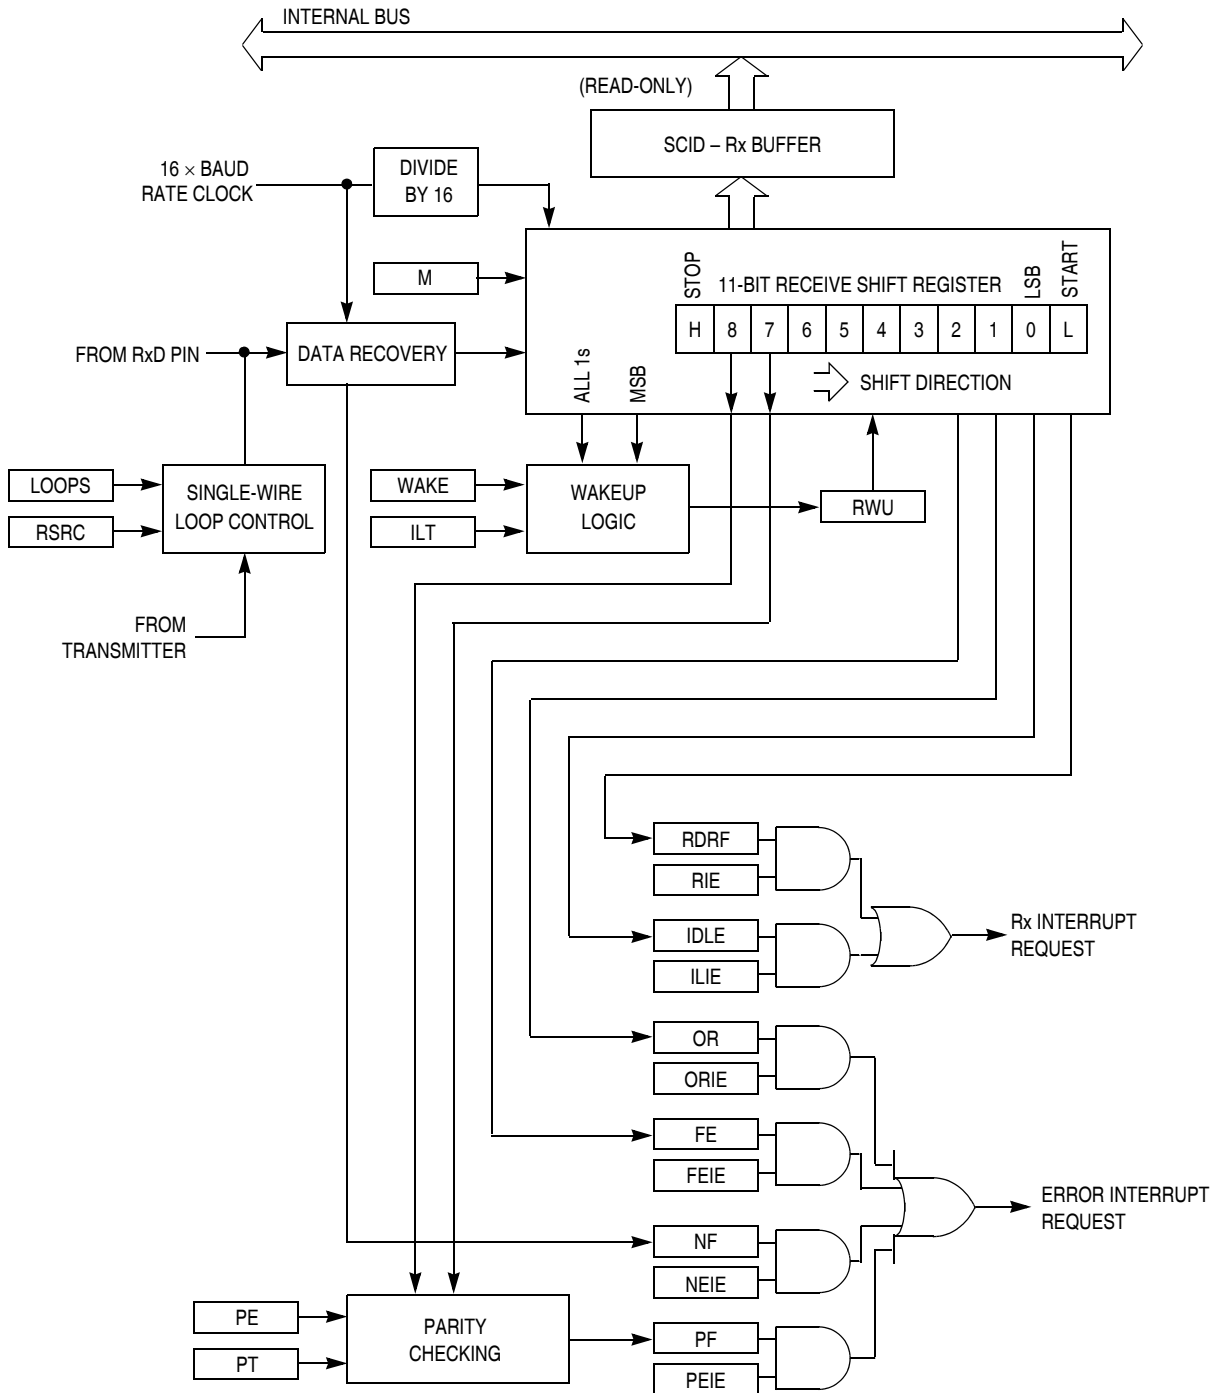 INTERNAL BUS
(READ-ONLY)
SCID – Rx BUFFER
16 × BAUD
RATE CLOCK
DIVIDE
BY 16
M
STOP
11-BIT RECEIVE SHIFT REGISTER
LSB
START
H 8 7 6 5 4 3 2 1 0 L
FROM RxD PIN
DATA RECOVERY
ALL 1s
MSB
SHIFT DIRECTION
LOOPS
RSRC
SINGLE-WIRE
LOOP CONTROL
WAKE
ILT
WAKEUP
LOGIC
RWU
FROM
TRANSMITTER
RDRF
RIE
IDLE
ILIE
Rx INTERRUPT
REQUEST
OR
ORIE
FE
FEIE
ERROR INTERRUPT
REQUEST
NF
NEIE
PE
PT
PARITY
CHECKING
PF
PEIE